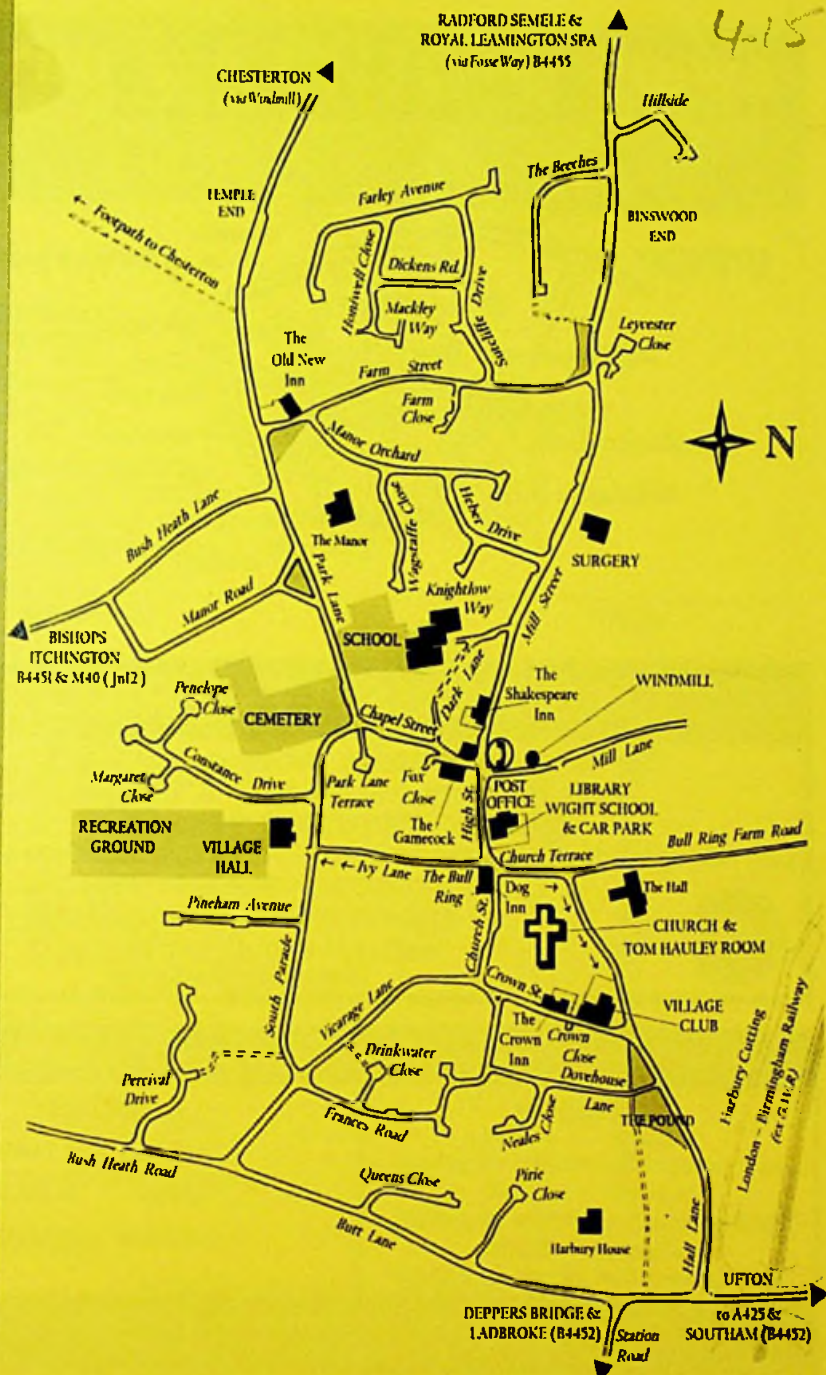 RADFORD SEMELE &
ROYAL LEAMINGTON SPA
(via Fosse Way) B4455
4-15
CHESTERTON
(via Windmill)
Hillside
The Beeches
TEMPLE
END
← Footpath to Chesterton
Farley Avenue
BINSWOOD
END
Honiwell Close
Dickens Rd.
Sutcliffe Drive
Mackley
Way
Leycester
Close
The
Old New
Inn
Farm Street
Farm
Close
N
Manor Orchard
Bush Heath Lane
The Manor
Wagstaffe Close
Heber Drive
SURGERY
Park Lane
Manor Road
Knightlow
Way
Mill Street
SCHOOL
BISHOPS
ITCHINGTON
B4451 & M40 (Jn12)
Dark Lane
The
Shakespeare
Inn
WINDMILL
Penelope
Close
CEMETERY
Chapel Street
Mill Lane
Constance Drive
Margaret
Close
Park Lane
Terrace
Fox
Close
The
Gamecock
High St.
POST
OFFICE
LIBRARY
WIGHT SCHOOL
& CAR PARK
RECREATION
GROUND
VILLAGE
HALL
Bull Ring Farm Road
Church Terrace
← ← Ivy Lane
The Bull
Ring
Dog
Inn
The Hall
Pineham Avenue
Church St.
CHURCH &
TOM HAULEY ROOM
South Parade
Vicarage Lane
Crown St.
The
Crown
Inn
Crown
Close
VILLAGE
CLUB
Drinkwater
Close
Percival
Drive
Dovehouse
Lane
Frances Road
Neales Close
THE POUND
Harbury Cutting
London - Birmingham Railway
(ex G.W.R)
Bush Heath Road
Queens Close
Pirie
Close
Butt Lane
Harbury House
Hall Lane
UFTON
to A425 &
SOUTHAM (B4452)
DEPPERS BRIDGE &
LADBROKE (B4452)
Station
Road